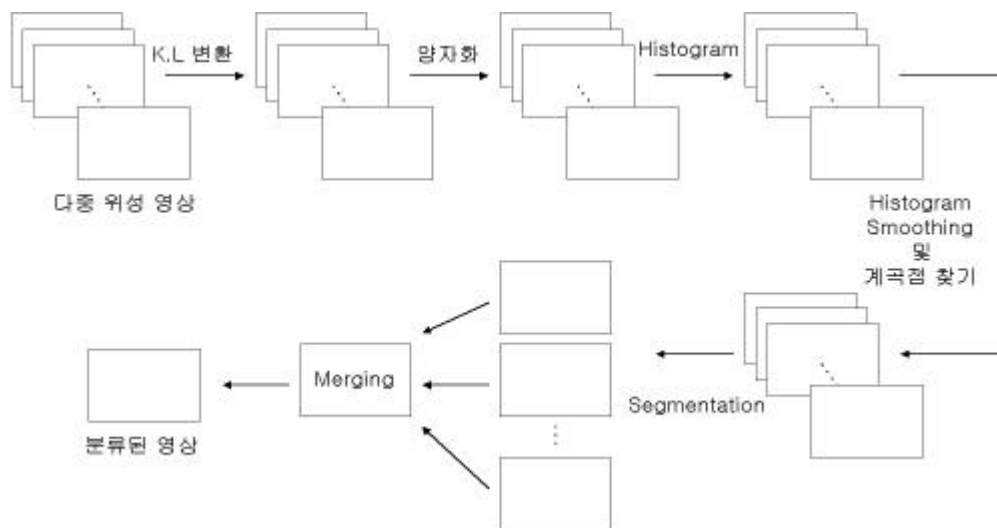 K.L 변환
양자화
Histogram
다중 위성 영상
Histogram
Smoothing
및
계곡점 찾기
Segmentation
Merging
분류된 영상